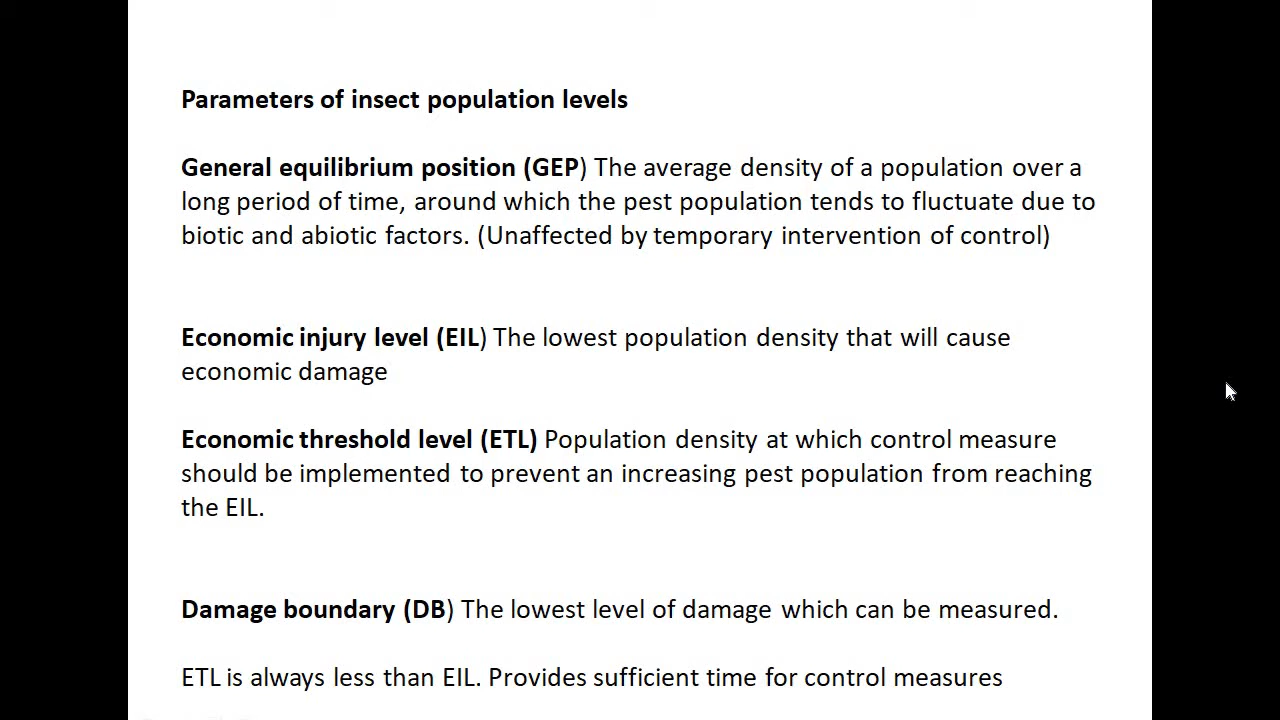 Parameters of insect population levels
General equilibrium position (GEP) The average density of a population over a
long period of time, around which the pest population tends to fluctuate due to
biotic and abiotic factors. (Unaffected by temporary intervention of control)
Economic injury level (EIL) The lowest population density that will cause
economic damage
Economic threshold level (ETL) Population density at which control measure
should be implemented to prevent an increasing pest population from reaching
the EIL.
Damage boundary (DB) The lowest level of damage which can be measured.
ETL is always less than EIL. Provides sufficient time for control measures